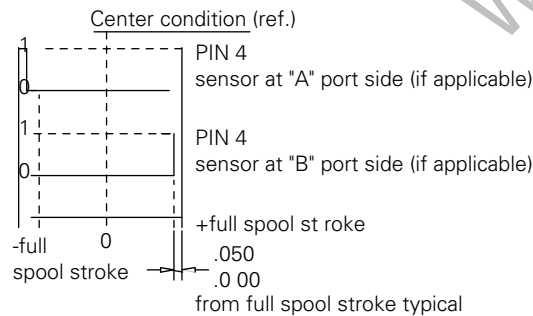 Center condition (ref.)
1
PIN 4
sensor at "A" port side (if applicable)
0
1
PIN 4
sensor at "B" port side (if applicable)
0
+full spool st roke
-full
0
spool stroke
.050
.0 00
from full spool stroke typical